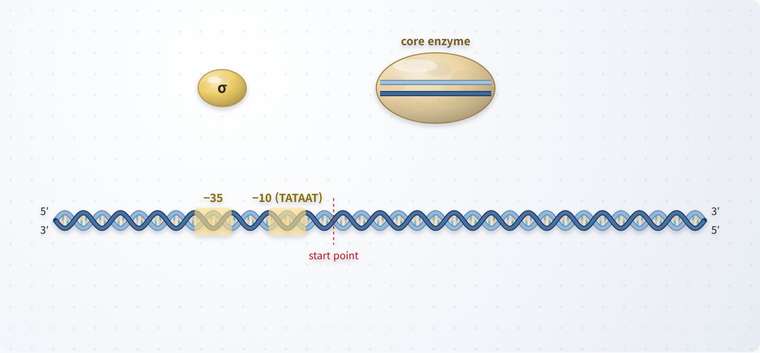 core enzyme
σ
−35
−10 (TATAAT)
5′
3′
3′
5′
start point